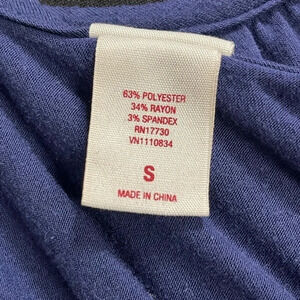 63% POLYESTER
34% RAYON
3% SPANDEX
RN17730
VN1110834
S
MADE IN CHINA